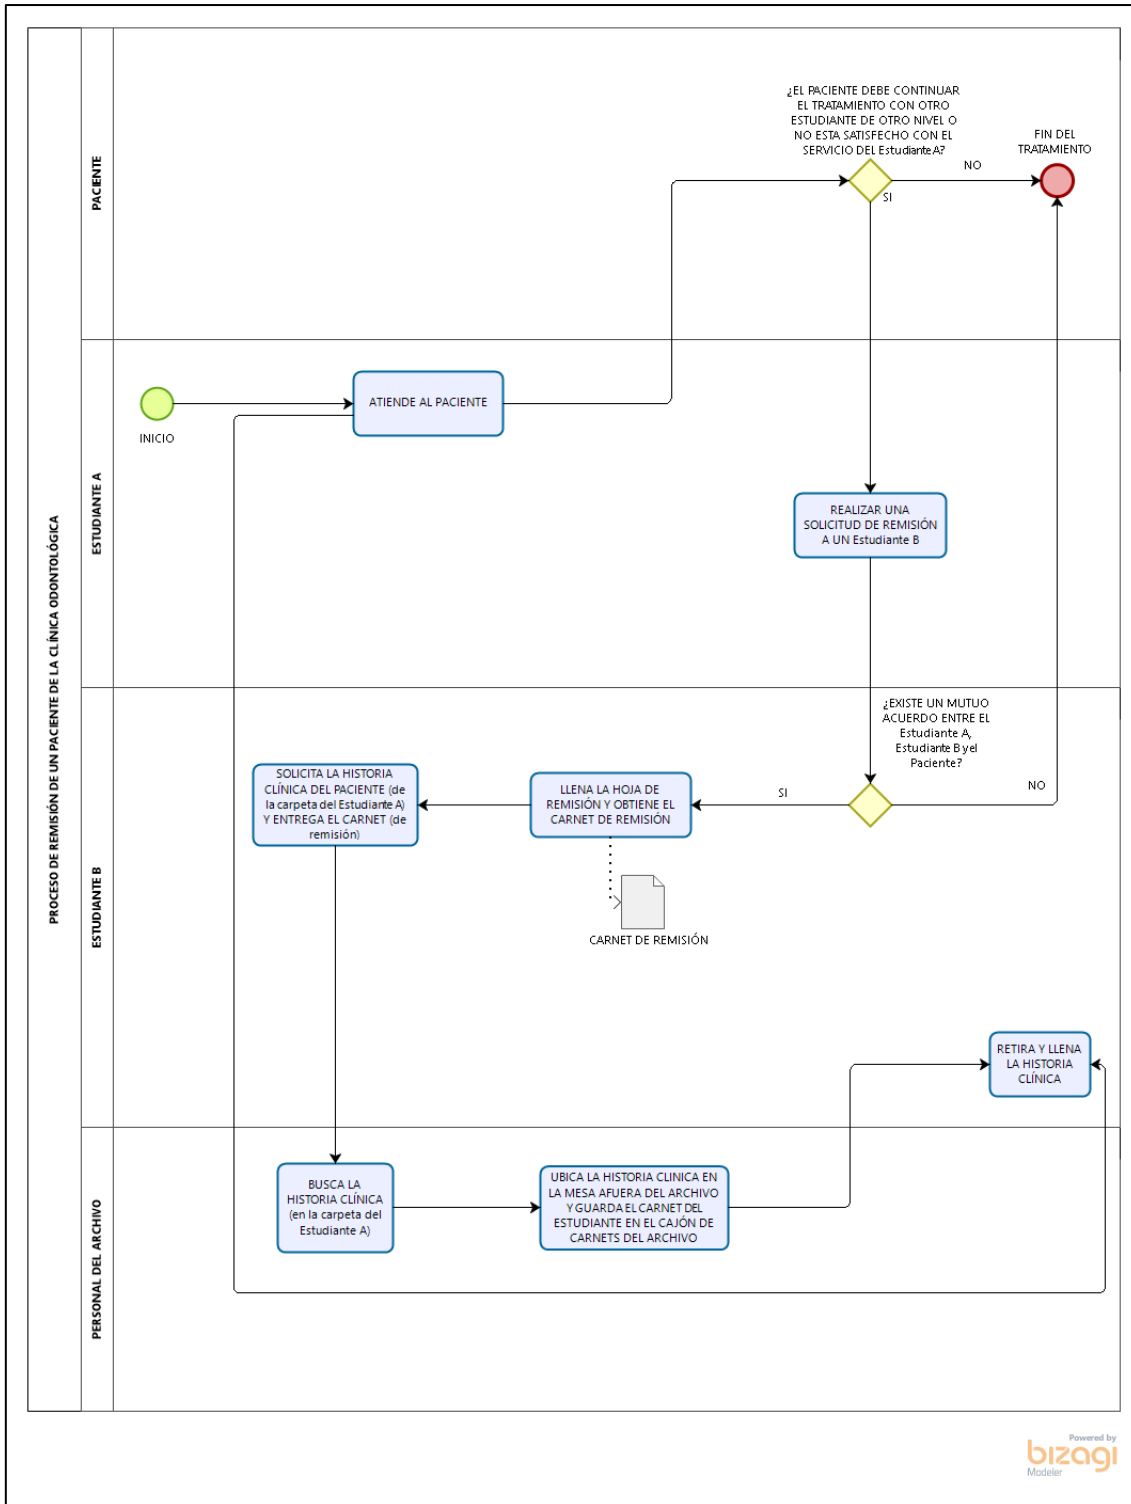 PROCESO DE REMISIÓN DE UN PACIENTE DE LA CLÍNICA ODONTOLÓGICA
PACIENTE
¿EL PACIENTE DEBE CONTINUAR
EL TRATAMIENTO CON OTRO
ESTUDIANTE DE OTRO NIVEL O
NO ESTA SATISFECHO CON EL
SERVICIO DEL Estudiante A?
FIN DEL
TRATAMIENTO
NO
SI
ESTUDIANTE A
INICIO
ATIENDE AL PACIENTE
REALIZAR UNA
SOLICITUD DE REMISIÓN
A UN Estudiante B
ESTUDIANTE B
¿EXISTE UN MUTUO
ACUERDO ENTRE EL
Estudiante A,
Estudiante B y el
Paciente?
NO
SI
LLENA LA HOJA DE
REMISIÓN Y OBTIENE EL
CARNET DE REMISIÓN
CARNET DE REMISIÓN
SOLICITA LA HISTORIA
CLÍNICA DEL PACIENTE (de
la carpeta del Estudiante A)
Y ENTREGA EL CARNET (de
remisión)
RETIRA Y LLENA
LA HISTORIA
CLÍNICA
PERSONAL DEL ARCHIVO
BUSCA LA
HISTORIA CLÍNICA
(en la carpeta del
Estudiante A)
UBICA LA HISTORIA CLINICA EN
LA MESA AFUERA DEL ARCHIVO
Y GUARDA EL CARNET DEL
ESTUDIANTE EN EL CAJÓN DE
CARNETS DEL ARCHIVO
Powered by
bizagi
Modeler